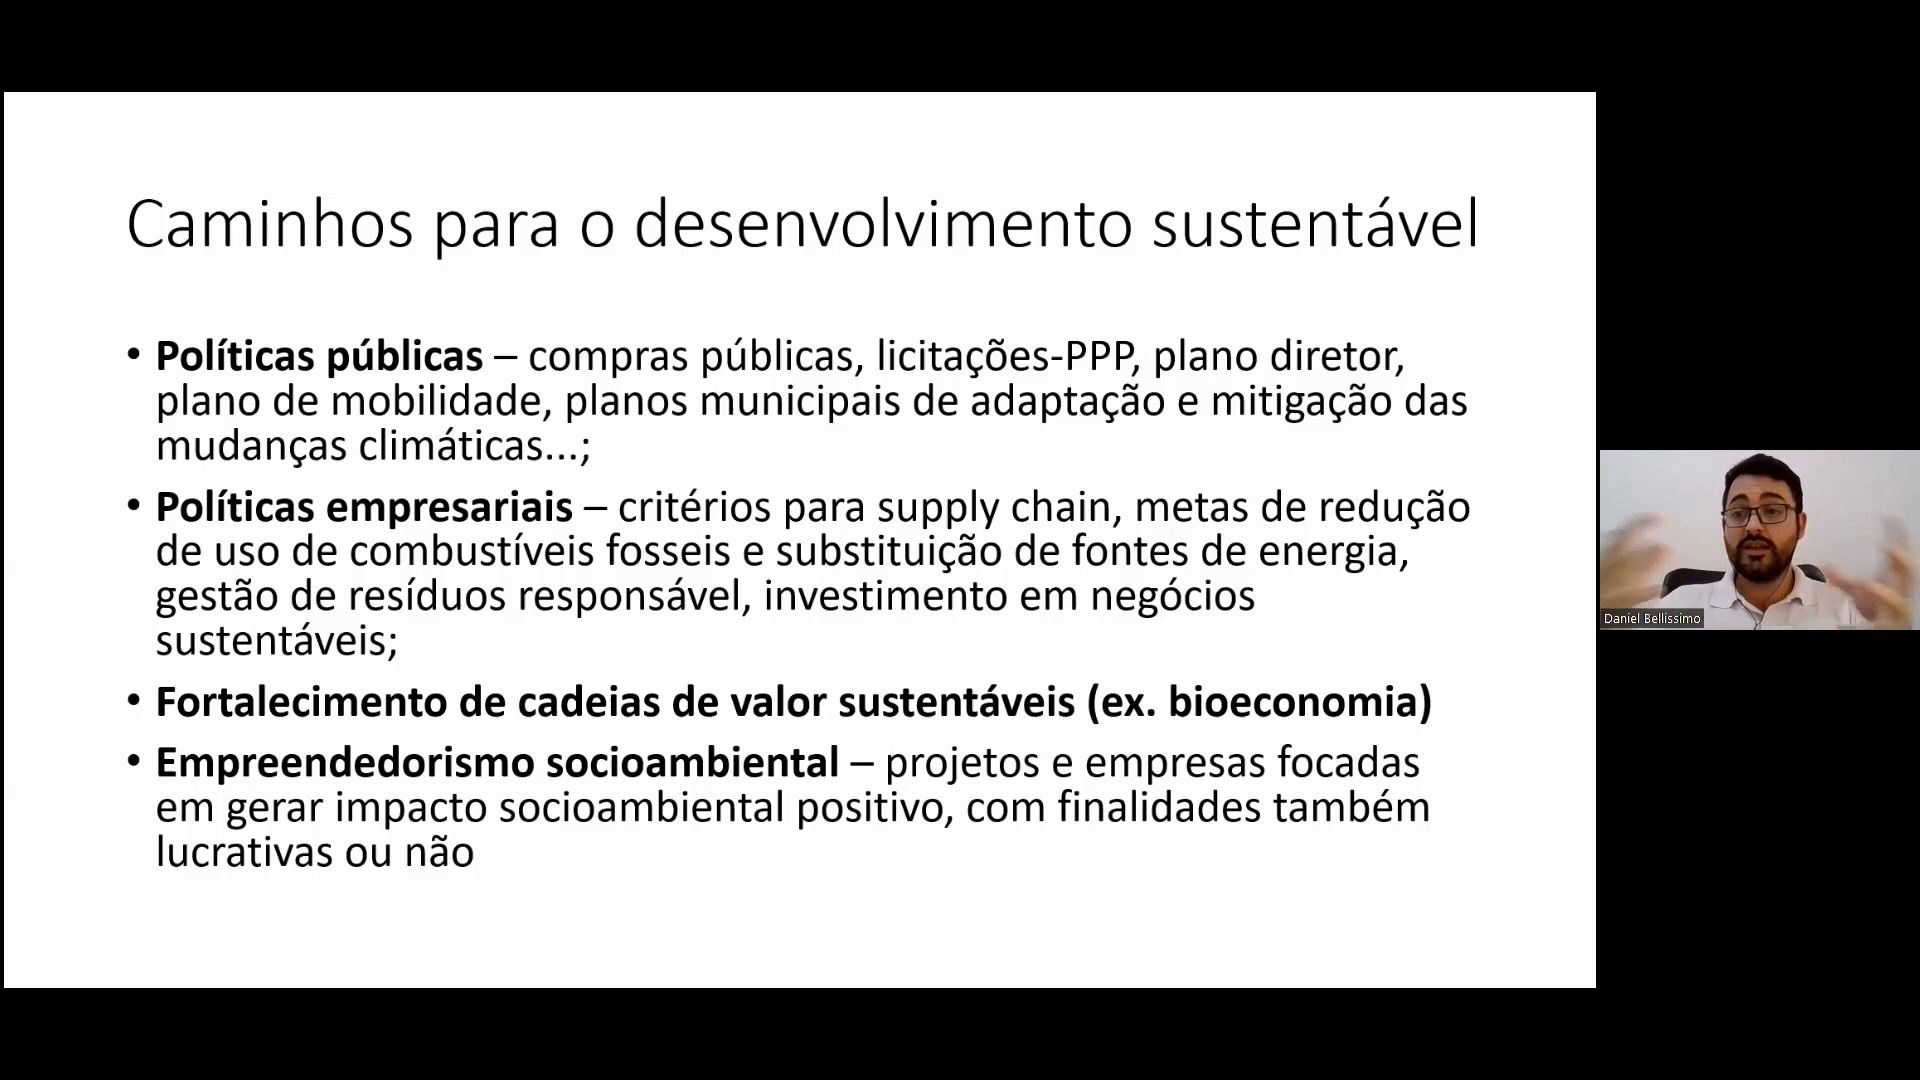 Caminhos para o desenvolvimento sustentável
• Políticas públicas – compras públicas, licitações-PPP, plano diretor,
plano de mobilidade, planos municipais de adaptação e mitigação das
mudanças climáticas...;
• Políticas empresariais – critérios para supply chain, metas de redução
de uso de combustíveis fosseis e substituição de fontes de energia,
gestão de resíduos responsável, investimento em negócios
sustentáveis;
• Fortalecimento de cadeias de valor sustentáveis (ex. bioeconomia)
• Empreendedorismo socioambiental – projetos e empresas focadas
em gerar impacto socioambiental positivo, com finalidades também
lucrativas ou não
Daniel Bellissimo